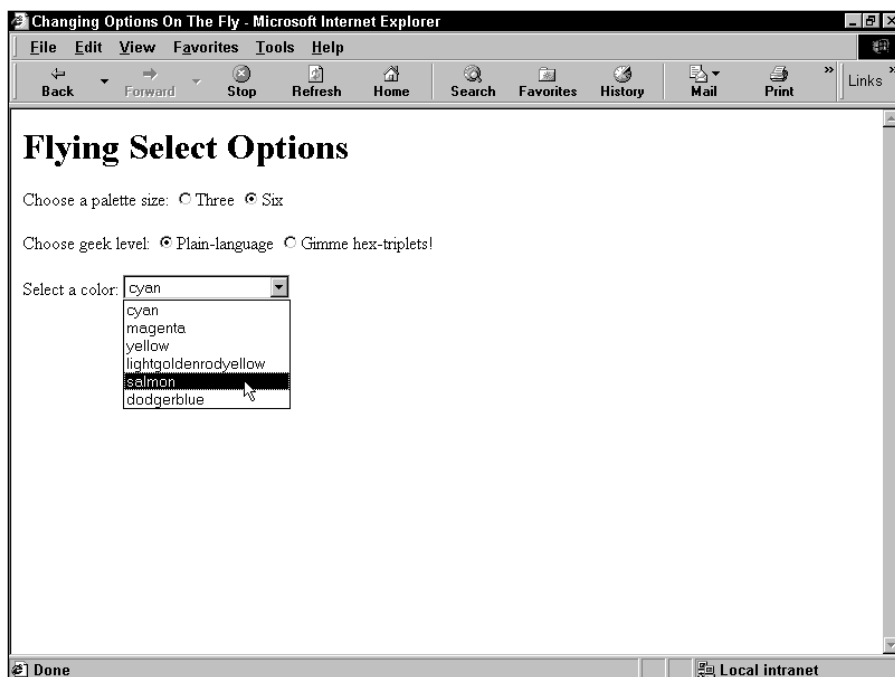 Changing Options On The Fly - Microsoft Internet Explorer
File Edit View Favorites Tools Help
Back Forward Stop Refresh Home Search Favorites History Mail Print » Links »
Flying Select Options
Choose a palette size: Three Six
Choose geek level: Plain-language Gimme hex-triplets!
Select a color: cyan
cyan
magenta
yellow
lightgoldenrodyellow
salmon
dodgerblue
Done Local intranet